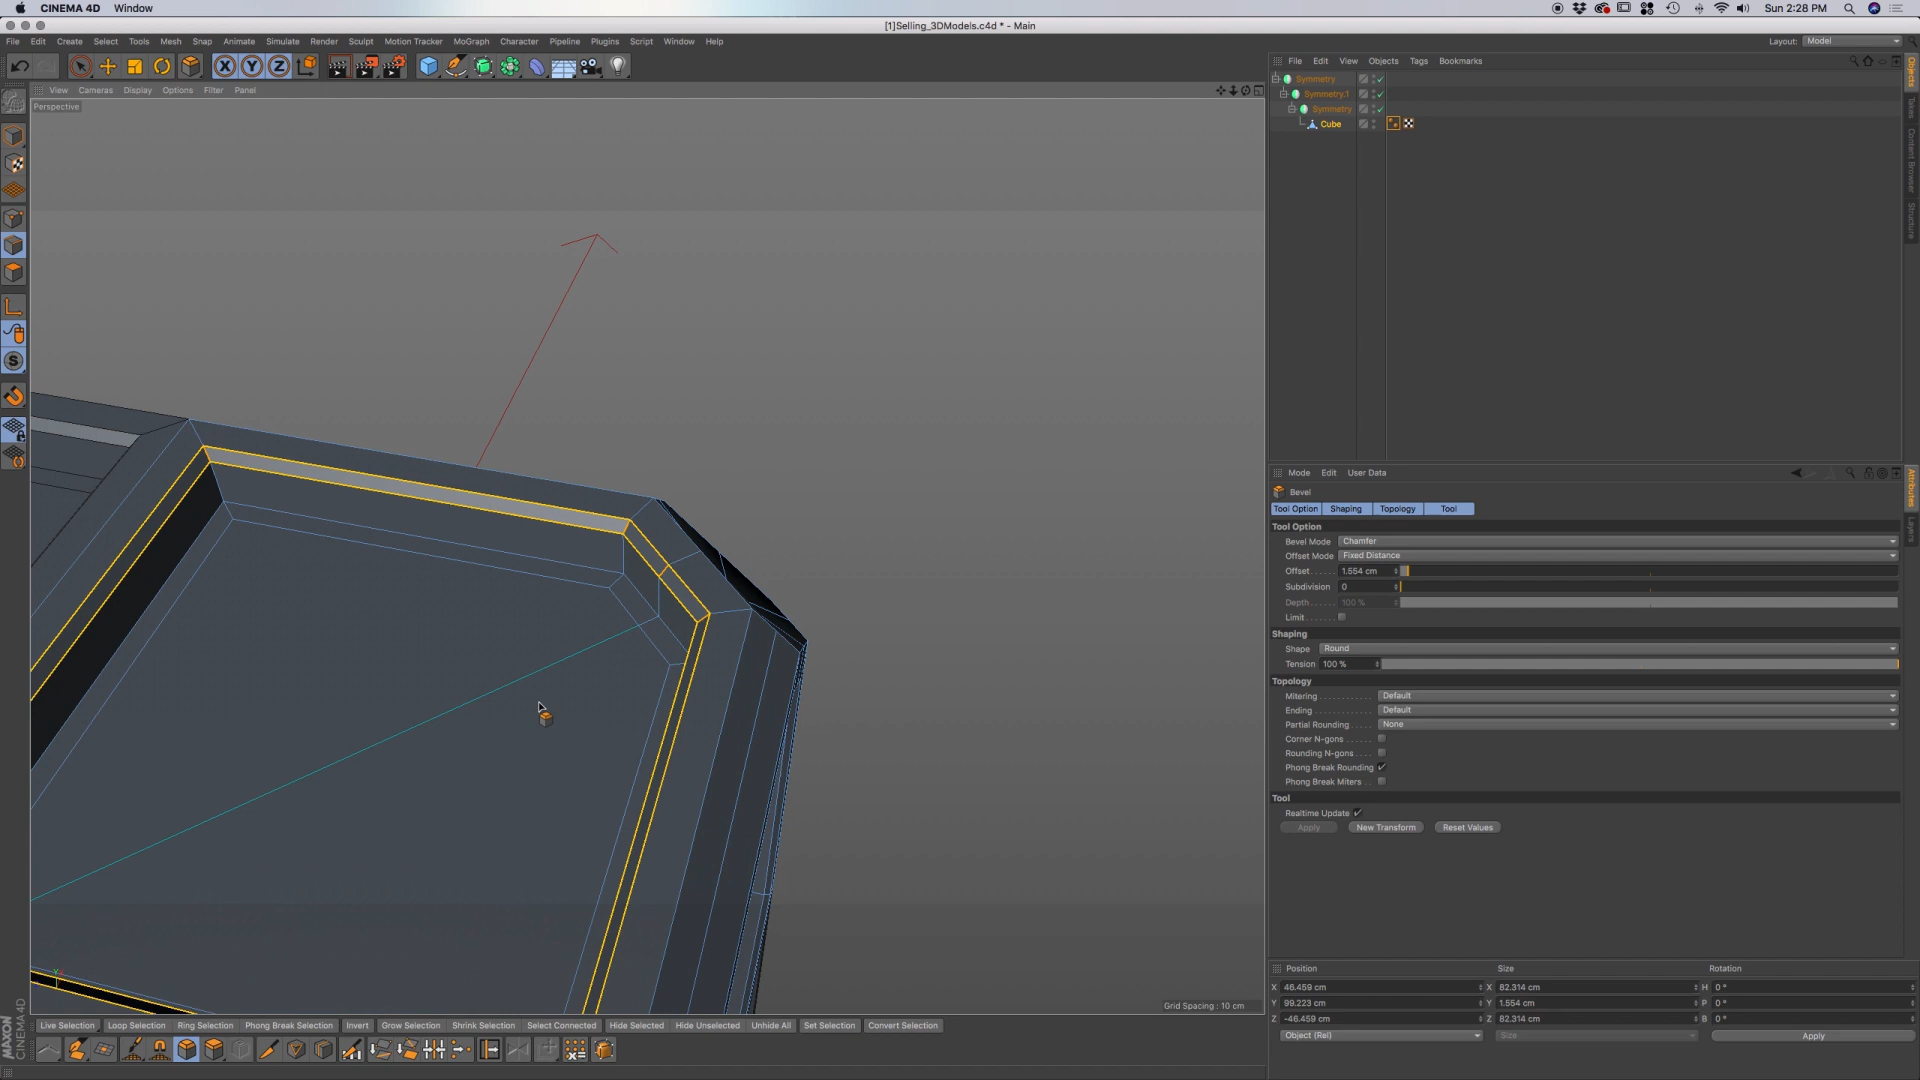 CINEMA 4D Window
Sun 2:28 PM
[1]Selling_3DModels.c4d * - Main
File Edit Create Select Tools Mesh Snap Animate Simulate Render Sculpt Motion Tracker MoGraph Character Pipeline Plugins Script Window Help
Layout: Model
X Y Z
File Edit View Objects Tags Bookmarks
View Cameras Display Options Filter Panel
Perspective
Symmetry
Symmetry.1
Symmetry
Cube
Objects
Takes
Content Browser
Structure
Mode Edit User Data
Attributes
Layers
Bevel
Tool Option Shaping Topology Tool
Tool Option
Bevel Mode Chamfer
Offset Mode Fixed Distance
Offset 1.554 cm
Subdivision 0
Depth 100 %
Limit
Shaping
Shape Round
Tension 100 %
Topology
Mitering Default
Ending Default
Partial Rounding None
Corner N-gons
Rounding N-gons
Phong Break Rounding
Phong Break Miters
Tool
Realtime Update
Apply New Transform Reset Values
Grid Spacing : 10 cm
Position Size Rotation
X 46.459 cm X 82.314 cm H 0 °
Y 99.223 cm Y 1.554 cm P 0 °
Z -46.459 cm Z 82.314 cm B 0 °
Object (Rel) Size Apply
Live Selection Loop Selection Ring Selection Phong Break Selection Invert Grow Selection Shrink Selection Select Connected Hide Selected Hide Unselected Unhide All Set Selection Convert Selection
MAXON
CINEMA 4D